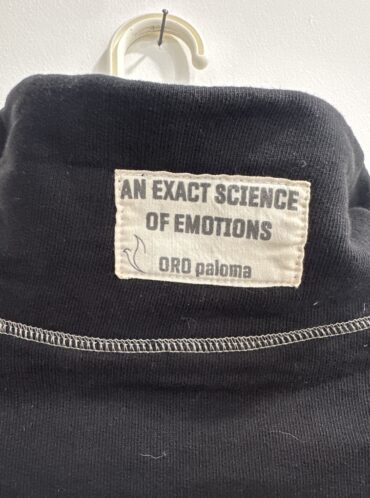 AN EXACT SCIENCE
OF EMOTIONS
ORO paloma